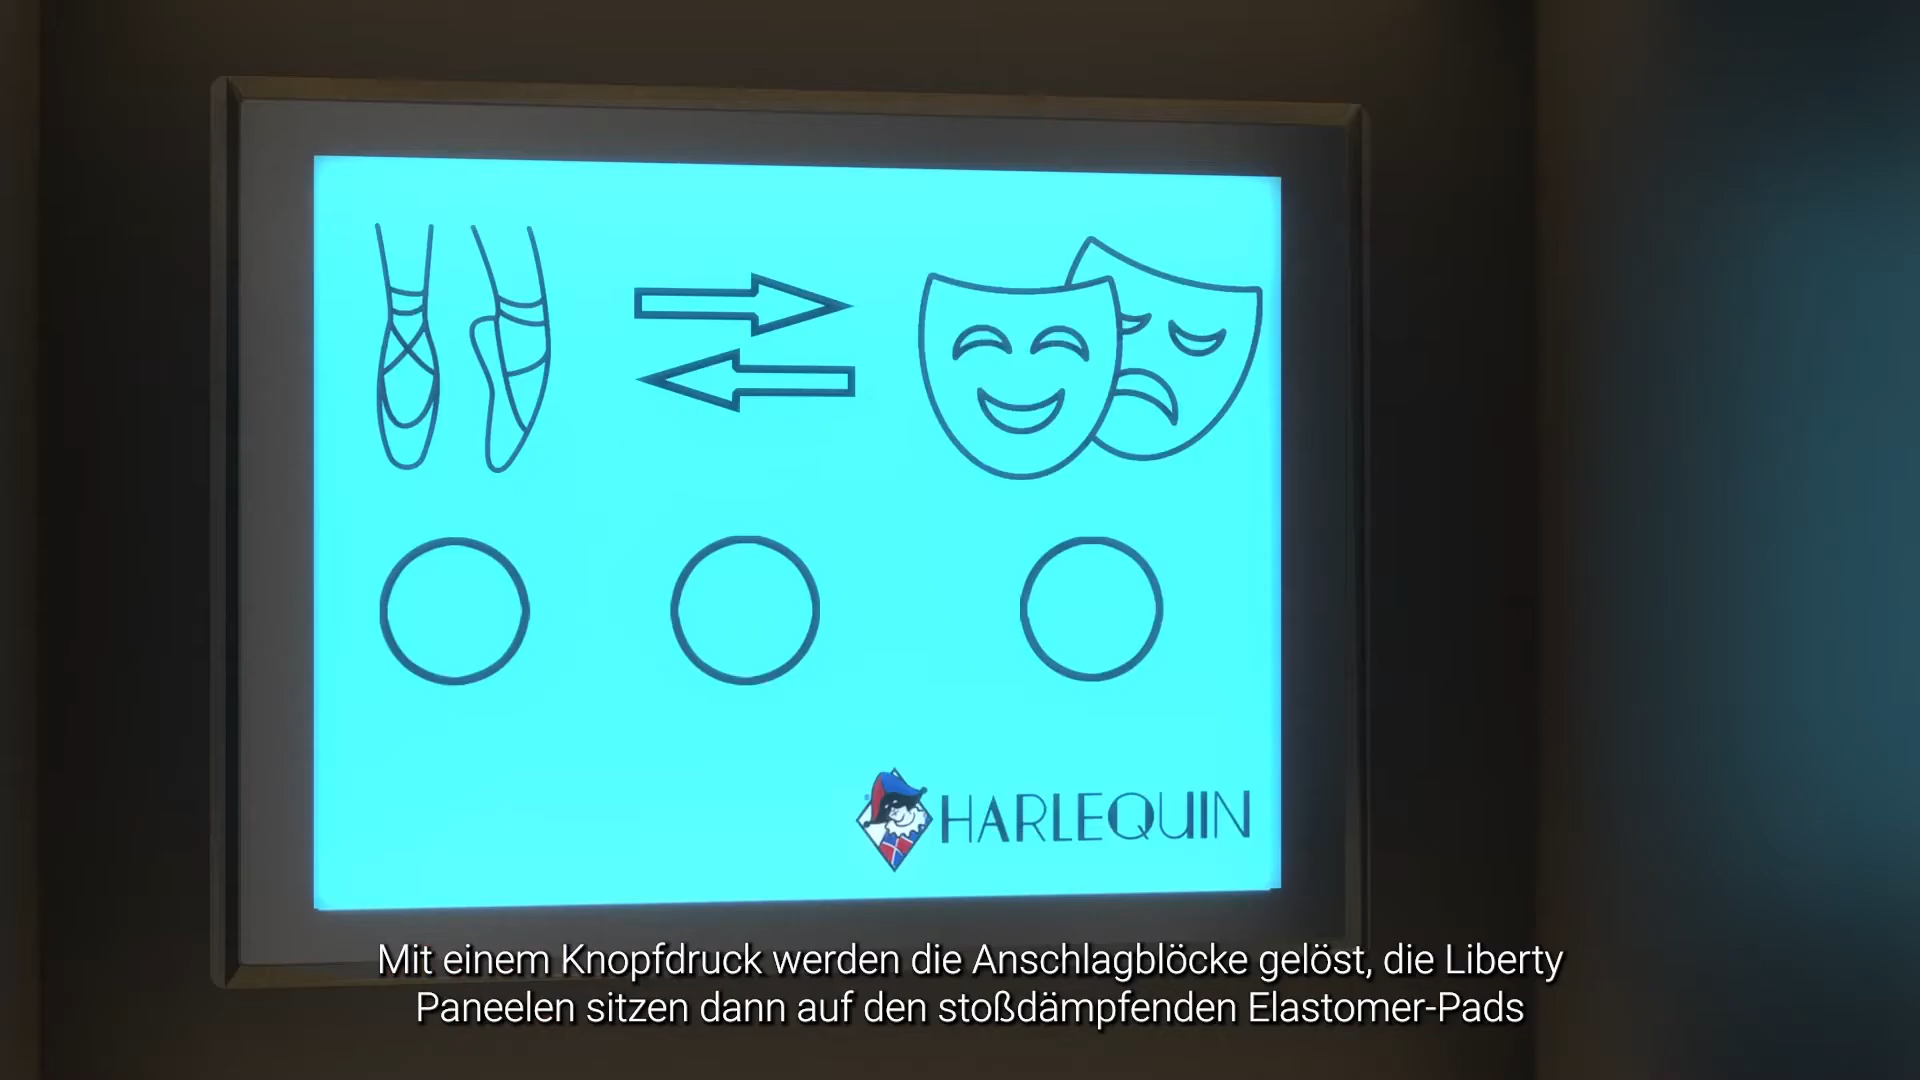 HARLEQUIN
Mit einem Knopfdruck werden die Anschlagblöcke gelöst, die Liberty
Paneelen sitzen dann auf den stoßdämpfenden Elastomer-Pads